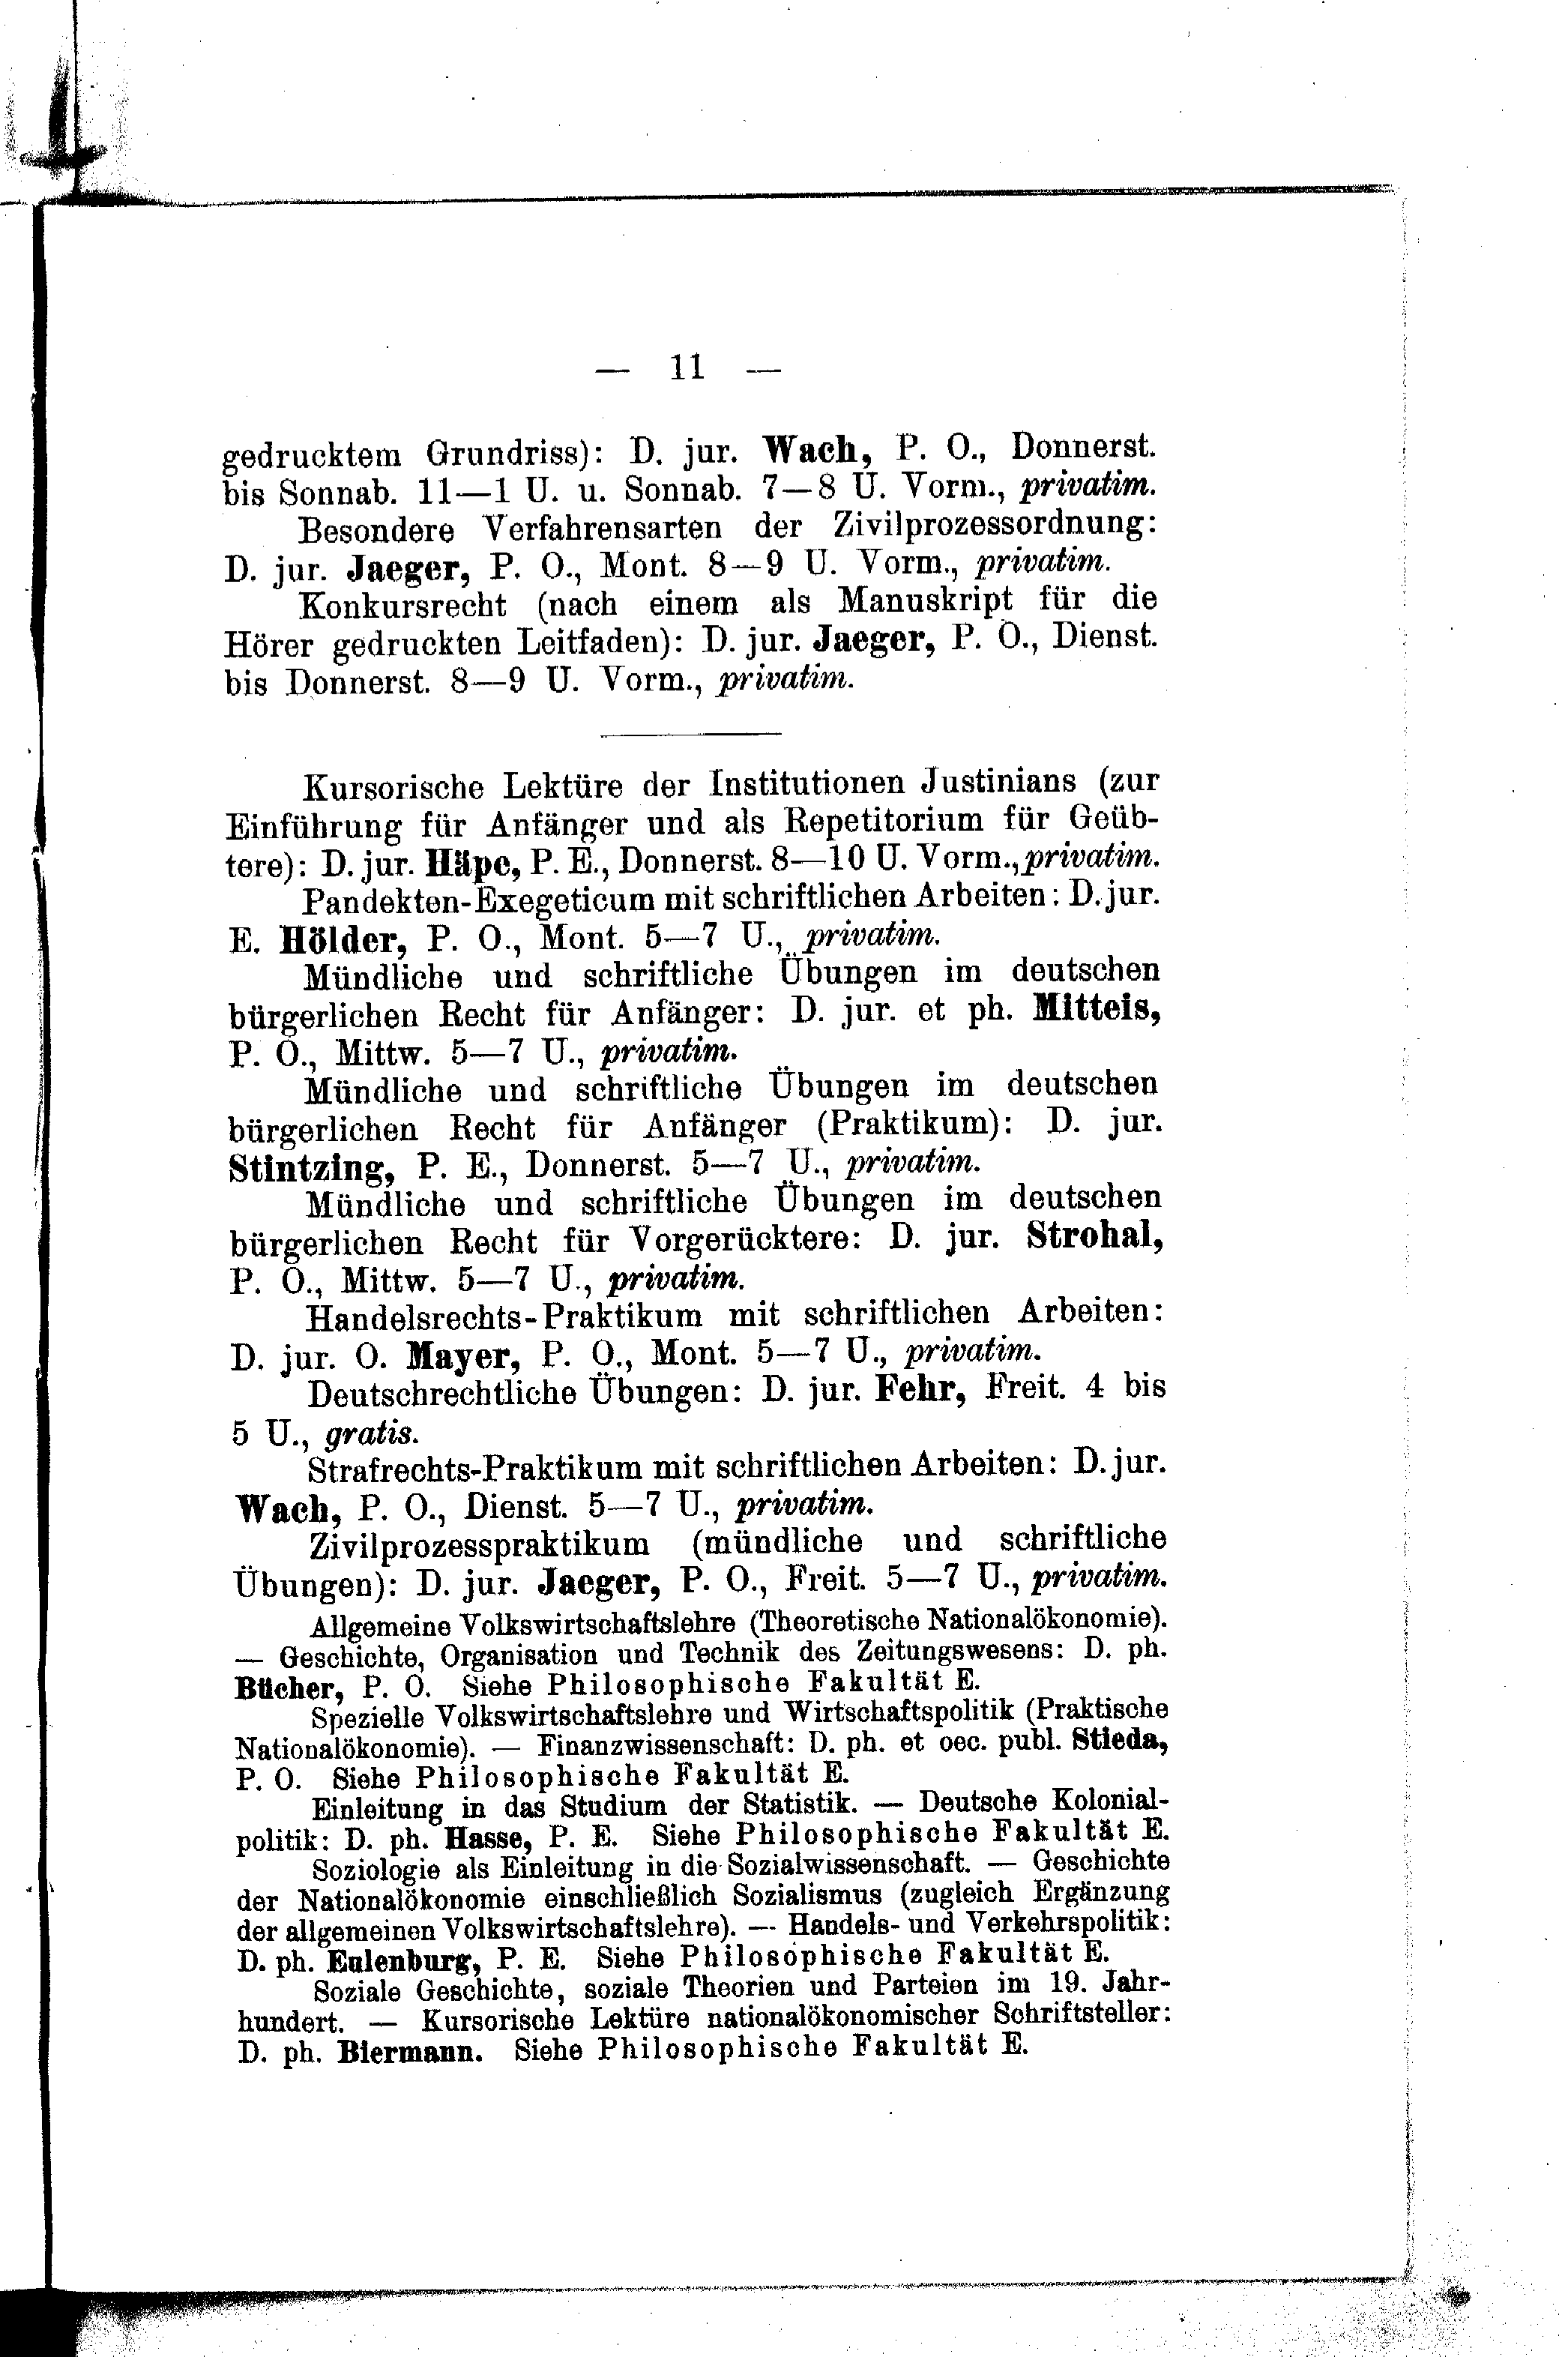 — 11 —
gedrucktem Grundriss): D. jur. Wach, P. O., Donnerst.
bis Sonnab. 11—1 U. u. Sonnab. 7—8 U. Vorm., privatim.
Besondere Verfahrensarten der Zivilprozessordnung:
D. jur. Jaeger, P. O., Mont. 8—9 U. Vorm., privatim.
Konkursrecht (nach einem als Manuskript für die
Hörer gedruckten Leitfaden): D. jur. Jaeger, P. O., Dienst.
bis Donnerst. 8—9 U. Vorm., privatim.
Kursorische Lektüre der Institutionen Justinians (zur
Einführung für Anfänger und als Repetitorium für Geüb-
tere): D. jur. Häpe, P. E., Donnerst. 8—10 U. Vorm., privatim.
Pandekten-Exegeticum mit schriftlichen Arbeiten: D. jur.
E. Hölder, P. O., Mont. 5—7 U., privatim.
Mündliche und schriftliche Übungen im deutschen
bürgerlichen Recht für Anfänger: D. jur. et ph. Mitteis,
P. O., Mittw. 5—7 U., privatim.
Mündliche und schriftliche Übungen im deutschen
bürgerlichen Recht für Anfänger (Praktikum): D. jur.
Stintzing, P. E., Donnerst. 5—7 U., privatim.
Mündliche und schriftliche Übungen im deutschen
bürgerlichen Recht für Vorgerücktere: D. jur. Strohal,
P. O., Mittw. 5—7 U., privatim.
Handelsrechts-Praktikum mit schriftlichen Arbeiten:
D. jur. O. Mayer, P. O., Mont. 5—7 U., privatim.
Deutschrechtliche Übungen: D. jur. Fehr, Freit. 4 bis
5 U., gratis.
Strafrechts-Praktikum mit schriftlichen Arbeiten: D. jur.
Wach, P. O., Dienst. 5—7 U., privatim.
Zivilprozesspraktikum (mündliche und schriftliche
Übungen): D. jur. Jaeger, P. O., Freit. 5—7 U., privatim.
Allgemeine Volkswirtschaftslehre (Theoretische Nationalökonomie).
— Geschichte, Organisation und Technik des Zeitungswesens: D. ph.
Bücher, P. O. Siehe Philosophische Fakultät E.
Spezielle Volkswirtschaftslehre und Wirtschaftspolitik (Praktische
Nationalökonomie). — Finanzwissenschaft: D. ph. et oec. publ. Stieda,
P. O. Siehe Philosophische Fakultät E.
Einleitung in das Studium der Statistik. — Deutsche Kolonial-
politik: D. ph. Hasse, P. E. Siehe Philosophische Fakultät E.
Soziologie als Einleitung in die Sozialwissenschaft. — Geschichte
der Nationalökonomie einschließlich Sozialismus (zugleich Ergänzung
der allgemeinen Volkswirtschaftslehre). — Handels- und Verkehrspolitik:
D. ph. Eulenburg, P. E. Siehe Philosophische Fakultät E.
Soziale Geschichte, soziale Theorien und Parteien im 19. Jahr-
hundert. — Kursorische Lektüre nationalökonomischer Schriftsteller:
D. ph. Biermann. Siehe Philosophische Fakultät E.